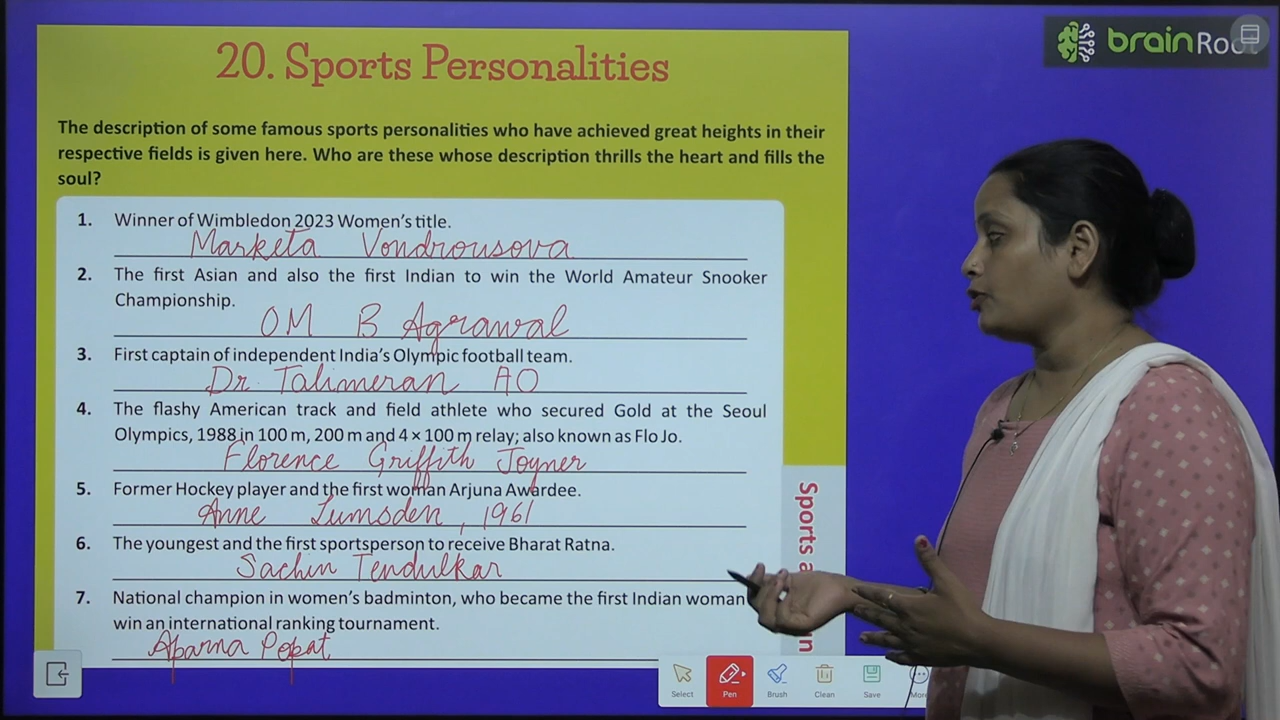 brainRoot
20. Sports Personalities
The description of some famous sports personalities who have achieved great heights in their
respective fields is given here. Who are these whose description thrills the heart and fills the
soul?
1. Winner of Wimbledon 2023 Women's title.
Marketa Vondrousova
2. The first Asian and also the first Indian to win the World Amateur Snooker
Championship.
OM B Agrawal
3. First captain of independent India's Olympic football team.
Dr. Talimeran AO
4. The flashy American track and field athlete who secured Gold at the Seoul
Olympics, 1988 in 100 m, 200 m and 4 × 100 m relay; also known as Flo Jo.
Florence Griffith Joyner
5. Former Hockey player and the first woman Arjuna Awardee.
Anne Lumsden, 1961
6. The youngest and the first sportsperson to receive Bharat Ratna.
Sachin Tendulkar
7. National champion in women's badminton, who became the first Indian woman
win an international ranking tournament.
Aparna Popat
Sports
Select Pen Brush Clean Save More